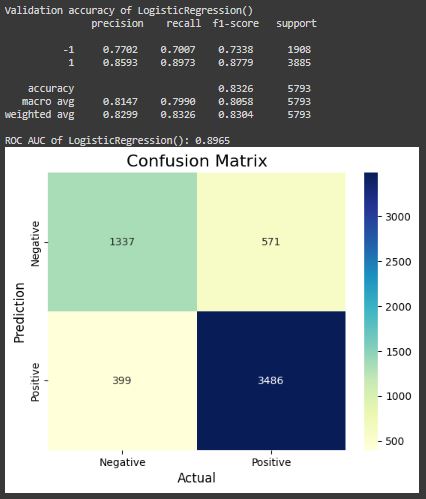 Validation accuracy of LogisticRegression()
precision recall f1-score support
-1 0.7702 0.7007 0.7338 1908
1 0.8593 0.8973 0.8779 3885
accuracy 0.8326 5793
macro avg 0.8147 0.7990 0.8058 5793
weighted avg 0.8299 0.8326 0.8304 5793
ROC AUC of LogisticRegression(): 0.8965
Confusion Matrix
Negative 1337 571
Prediction
Positive 399 3486
Negative Positive
Actual
3000
2500
2000
1500
1000
500